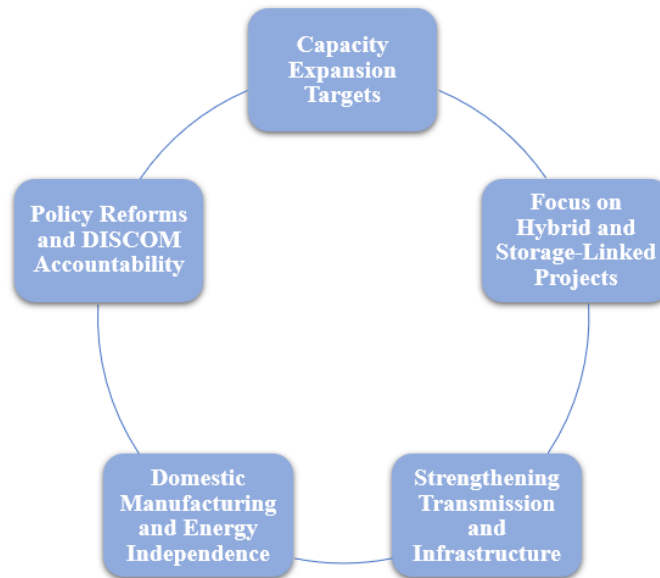 Capacity
Expansion
Targets
Focus on
Hybrid and
Storage-Linked
Projects
Strengthening
Transmission
and
Infrastructure
Domestic
Manufacturing
and Energy
Independence
Policy Reforms
and DISCOM
Accountability